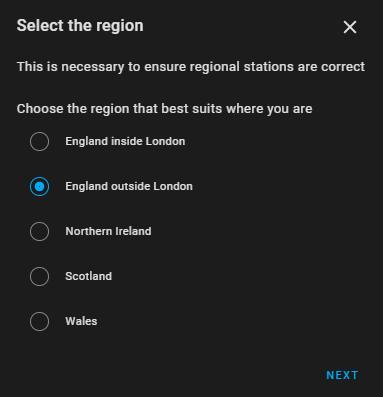 Select the region
This is necessary to ensure regional stations are correct
Choose the region that best suits where you are
England inside London
England outside London
Northern Ireland
Scotland
Wales
NEXT